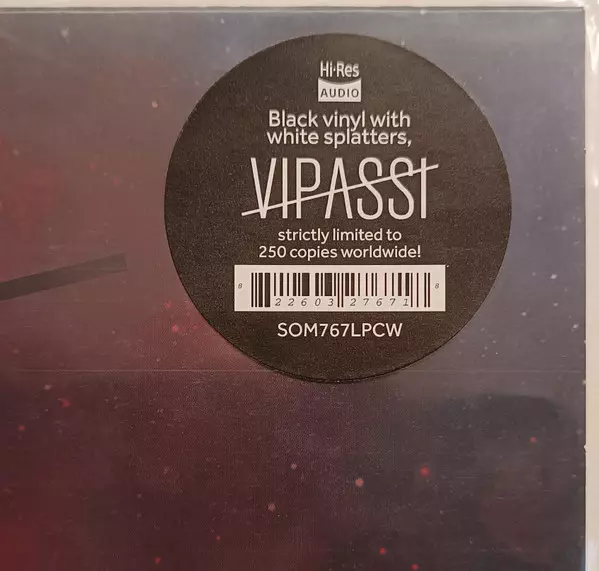 Hi-Res
AUDIO
Black vinyl with
white splatters,
VIPASSI
strictly limited to
250 copies worldwide!
8 22603 27671 8
SOM767LPCW